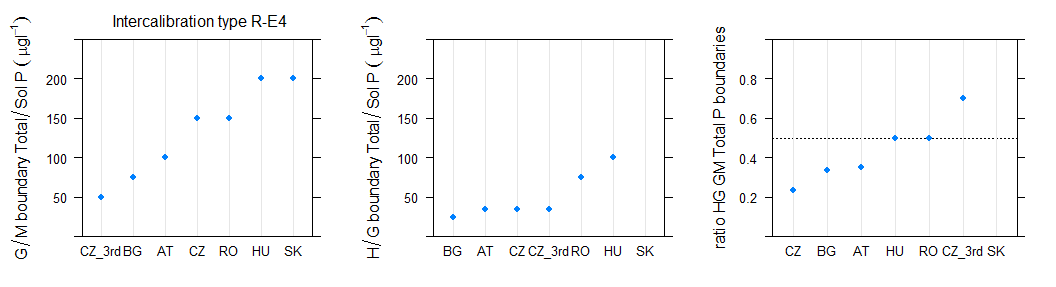 Intercalibration type R-E4
G/M boundary Total/Sol P ( µgl⁻¹)
200
150
100
50
CZ_3rd BG AT CZ RO HU SK
H/G boundary Total/Sol P ( µgl⁻¹)
200
150
100
50
BG AT CZ CZ_3rd RO HU SK
ratio HG GM Total P boundaries
0.8
0.6
0.4
0.2
CZ BG AT HU RO CZ_3rd SK